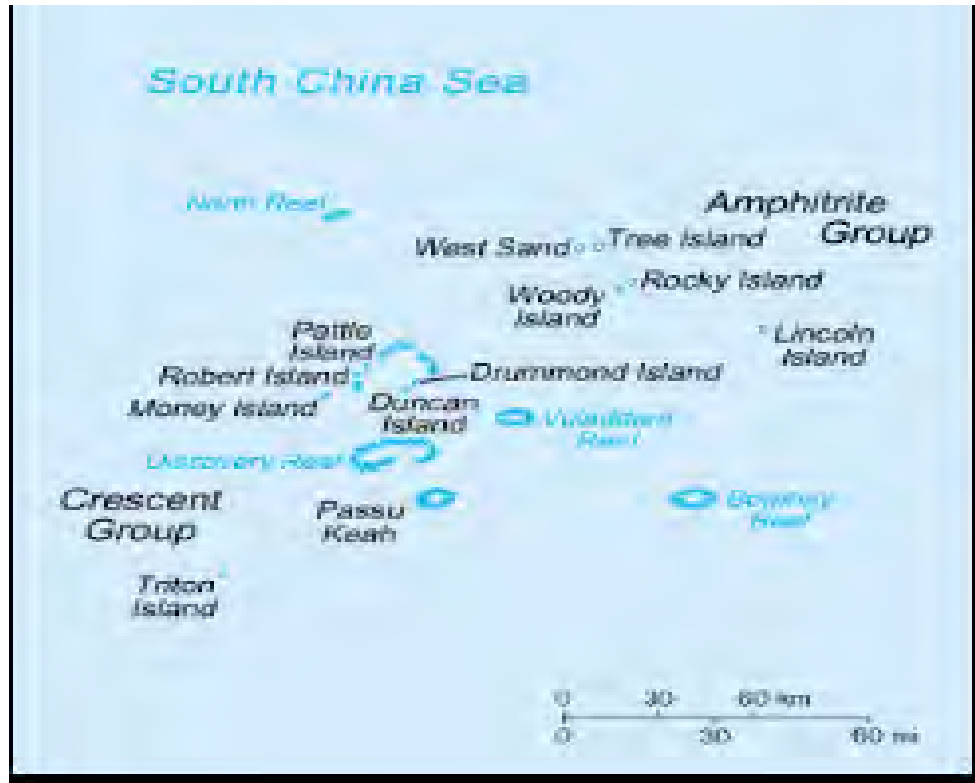 South China Sea
North Reef
Amphitrite
Group
West Sand
Tree Island
Rocky Island
Woody
Island
Lincoln
Island
Pattle
Island
Robert Island
Drummond Island
Money Island
Duncan
Island
Reef
Discovery Reef
Crescent
Group
Passu
Keah
Reef
Triton
Island
0 30 60 km
0 30 60 mi